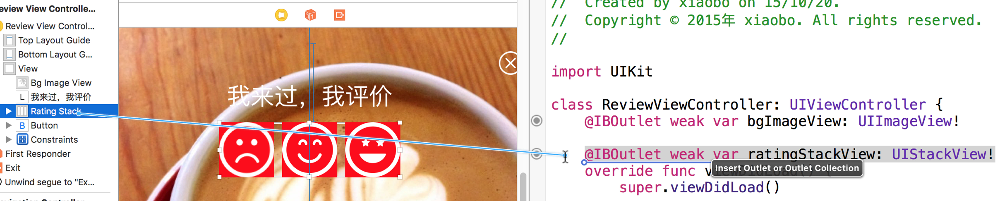 eview View Controlle...
Review View Control...
Top Layout Guide
Bottom Layout G...
View
Bg Image View
L 我来过，我评价
Rating Stack
B Button
Constraints
First Responder
Exit
Unwind segue to "Ex...
1
我来过，我评价
// Created by xiaobo on 15/10/20.
// Copyright © 2015年 xiaobo. All rights reserved.
//
import UIKit
class ReviewViewController: UIViewController {
@IBOutlet weak var bgImageView: UIImageView!
@IBOutlet weak var ratingStackView: UIStackView!
Insert Outlet or Outlet Collection
override func viewDidLoad() {
super.viewDidLoad()